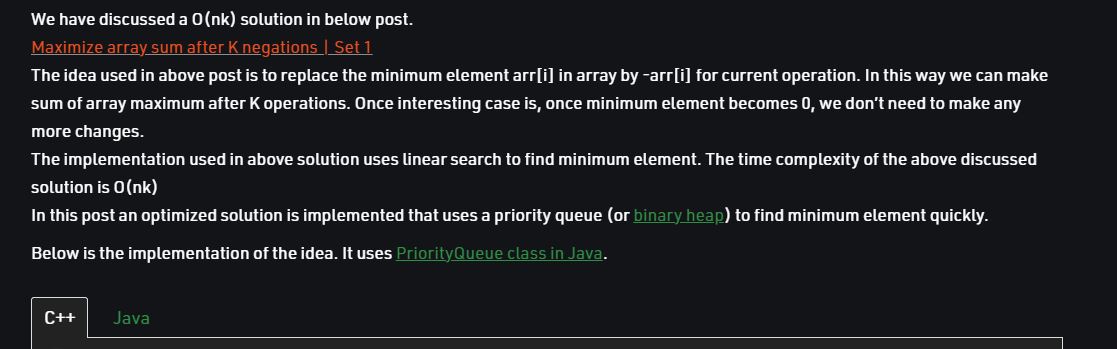 We have discussed a O(nk) solution in below post.
Maximize array sum after K negations | Set 1
The idea used in above post is to replace the minimum element arr[i] in array by -arr[i] for current operation. In this way we can make
sum of array maximum after K operations. Once interesting case is, once minimum element becomes 0, we don’t need to make any
more changes.
The implementation used in above solution uses linear search to find minimum element. The time complexity of the above discussed
solution is O(nk)
In this post an optimized solution is implemented that uses a priority queue (or binary heap) to find minimum element quickly.
Below is the implementation of the idea. It uses PriorityQueue class in Java.
C++ Java